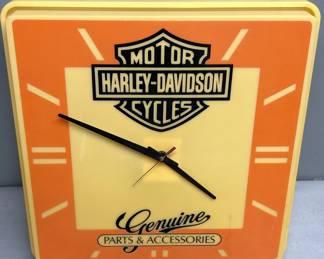 MOTOR
HARLEY-DAVIDSON
CYCLES
Genuine
PARTS & ACCESSORIES